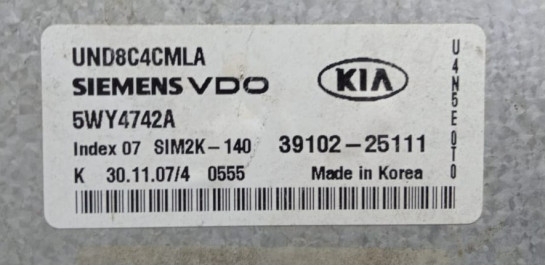 UND8C4CMLA
SIEMENS VDO
KIA
5WY4742A
Index 07 SIM2K-140 39102-25111
K 30.11.07/4 0555 Made in Korea
U4N5E0T0